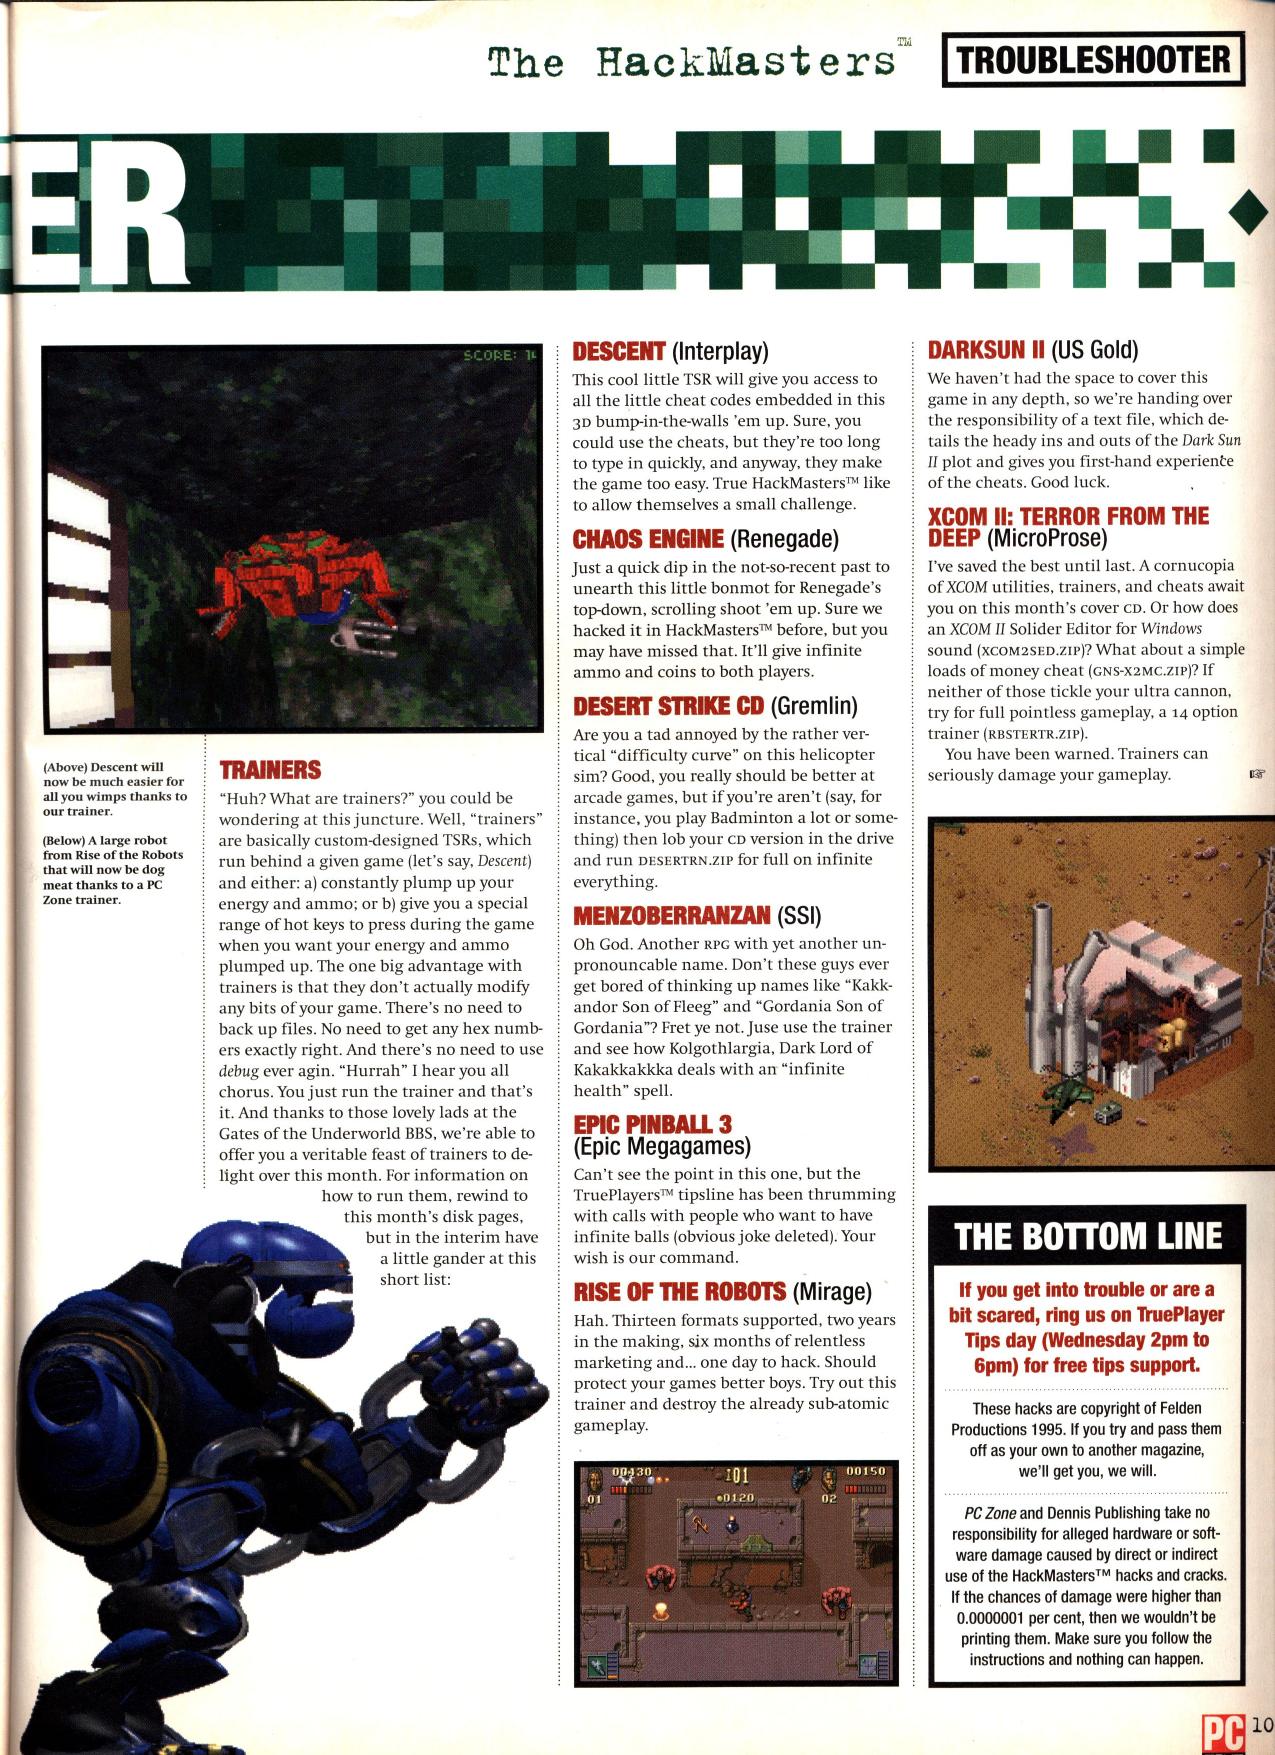 The HackMasters™
TROUBLESHOOTER
ER
SCORE: 14
(Above) Descent will
now be much easier for
all you wimps thanks to
our trainer.
(Below) A large robot
from Rise of the Robots
that will now be dog
meat thanks to a PC
Zone trainer.
TRAINERS
“Huh? What are trainers?” you could be
wondering at this juncture. Well, “trainers”
are basically custom-designed TSRs, which
run behind a given game (let’s say, Descent)
and either: a) constantly plump up your
energy and ammo; or b) give you a special
range of hot keys to press during the game
when you want your energy and ammo
plumped up. The one big advantage with
trainers is that they don’t actually modify
any bits of your game. There’s no need to
back up files. No need to get any hex numb-
ers exactly right. And there’s no need to use
debug ever agin. “Hurrah” I hear you all
chorus. You just run the trainer and that’s
it. And thanks to those lovely lads at the
Gates of the Underworld BBS, we’re able to
offer you a veritable feast of trainers to de-
light over this month. For information on
how to run them, rewind to
this month’s disk pages,
but in the interim have
a little gander at this
short list:
DESCENT (Interplay)
This cool little TSR will give you access to
all the little cheat codes embedded in this
3D bump-in-the-walls ’em up. Sure, you
could use the cheats, but they’re too long
to type in quickly, and anyway, they make
the game too easy. True HackMasters™ like
to allow themselves a small challenge.
CHAOS ENGINE (Renegade)
Just a quick dip in the not-so-recent past to
unearth this little bonmot for Renegade’s
top-down, scrolling shoot ’em up. Sure we
hacked it in HackMasters™ before, but you
may have missed that. It’ll give infinite
ammo and coins to both players.
DESERT STRIKE CD (Gremlin)
Are you a tad annoyed by the rather ver-
tical “difficulty curve” on this helicopter
sim? Good, you really should be better at
arcade games, but if you’re aren’t (say, for
instance, you play Badminton a lot or some-
thing) then lob your CD version in the drive
and run DESERTRN.ZIP for full on infinite
everything.
MENZOBERRANZAN (SSI)
Oh God. Another RPG with yet another un-
pronouncable name. Don’t these guys ever
get bored of thinking up names like “Kakk-
andor Son of Fleeg” and “Gordania Son of
Gordania”? Fret ye not. Juse use the trainer
and see how Kolgothlargia, Dark Lord of
Kakakkakkka deals with an “infinite
health” spell.
EPIC PINBALL 3
(Epic Megagames)
Can’t see the point in this one, but the
TruePlayers™ tipsline has been thrumming
with calls with people who want to have
infinite balls (obvious joke deleted). Your
wish is our command.
RISE OF THE ROBOTS (Mirage)
Hah. Thirteen formats supported, two years
in the making, six months of relentless
marketing and... one day to hack. Should
protect your games better boys. Try out this
trainer and destroy the already sub-atomic
gameplay.
00430
01
101
0120
00150
02
DARKSUN II (US Gold)
We haven’t had the space to cover this
game in any depth, so we’re handing over
the responsibility of a text file, which de-
tails the heady ins and outs of the Dark Sun
II plot and gives you first-hand experience
of the cheats. Good luck.
XCOM II: TERROR FROM THE
DEEP (MicroProse)
I’ve saved the best until last. A cornucopia
of XCOM utilities, trainers, and cheats await
you on this month’s cover CD. Or how does
an XCOM II Solider Editor for Windows
sound (XCOM2SED.ZIP)? What about a simple
loads of money cheat (GNS-X2MC.ZIP)? If
neither of those tickle your ultra cannon,
try for full pointless gameplay, a 14 option
trainer (RBSTERTR.ZIP).
You have been warned. Trainers can
seriously damage your gameplay. ☞
THE BOTTOM LINE
If you get into trouble or are a
bit scared, ring us on TruePlayer
Tips day (Wednesday 2pm to
6pm) for free tips support.
These hacks are copyright of Felden
Productions 1995. If you try and pass them
off as your own to another magazine,
we’ll get you, we will.
PC Zone and Dennis Publishing take no
responsibility for alleged hardware or soft-
ware damage caused by direct or indirect
use of the HackMasters™ hacks and cracks.
If the chances of damage were higher than
0.0000001 per cent, then we wouldn’t be
printing them. Make sure you follow the
instructions and nothing can happen.
PC 10